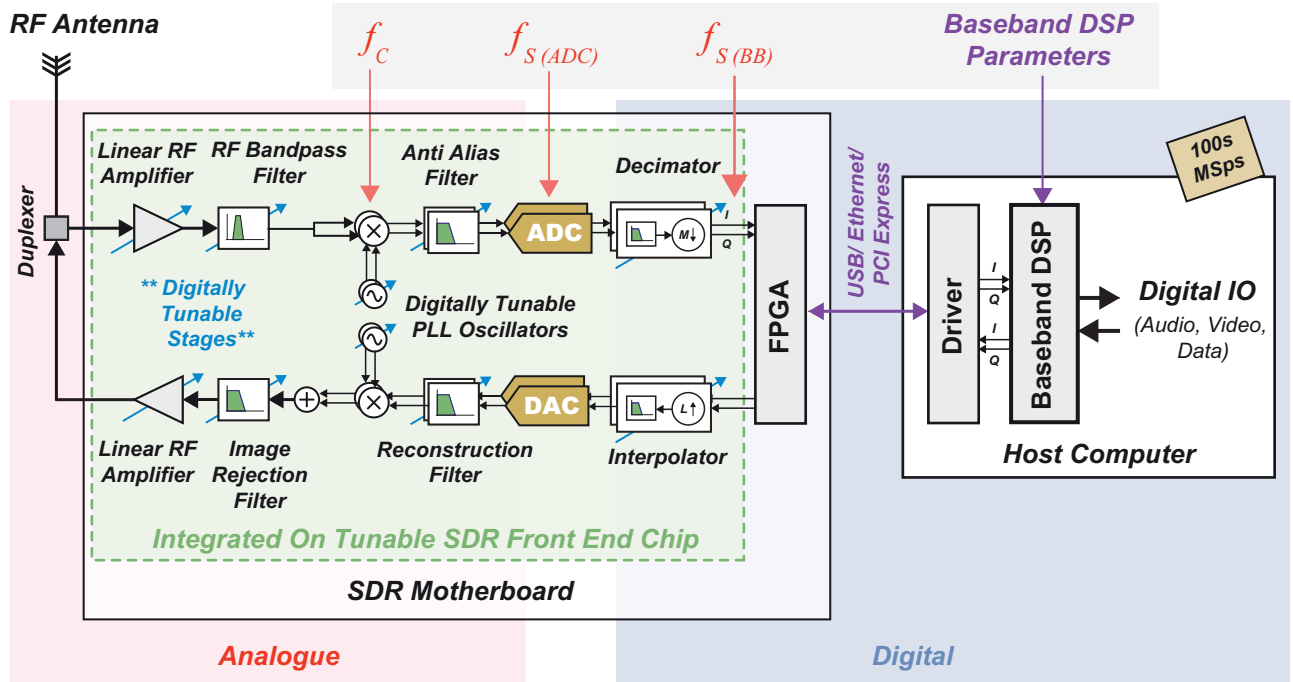 RF Antenna
f_C
f_S (ADC)
f_S (BB)
Baseband DSP
Parameters
Linear RF
Amplifier
RF Bandpass
Filter
Anti Alias
Filter
Decimator
100s
MSps
Duplexer
ADC
M↓
I
Q
USB/ Ethernet/
PCI Express
** Digitally
Tunable
Stages**
Digitally Tunable
PLL Oscillators
FPGA
Driver
I
Q
I
Q
Baseband DSP
Digital IO
(Audio, Video,
Data)
DAC
L↑
Linear RF
Amplifier
Image
Rejection
Filter
Reconstruction
Filter
Interpolator
Host Computer
Integrated On Tunable SDR Front End Chip
SDR Motherboard
Analogue
Digital